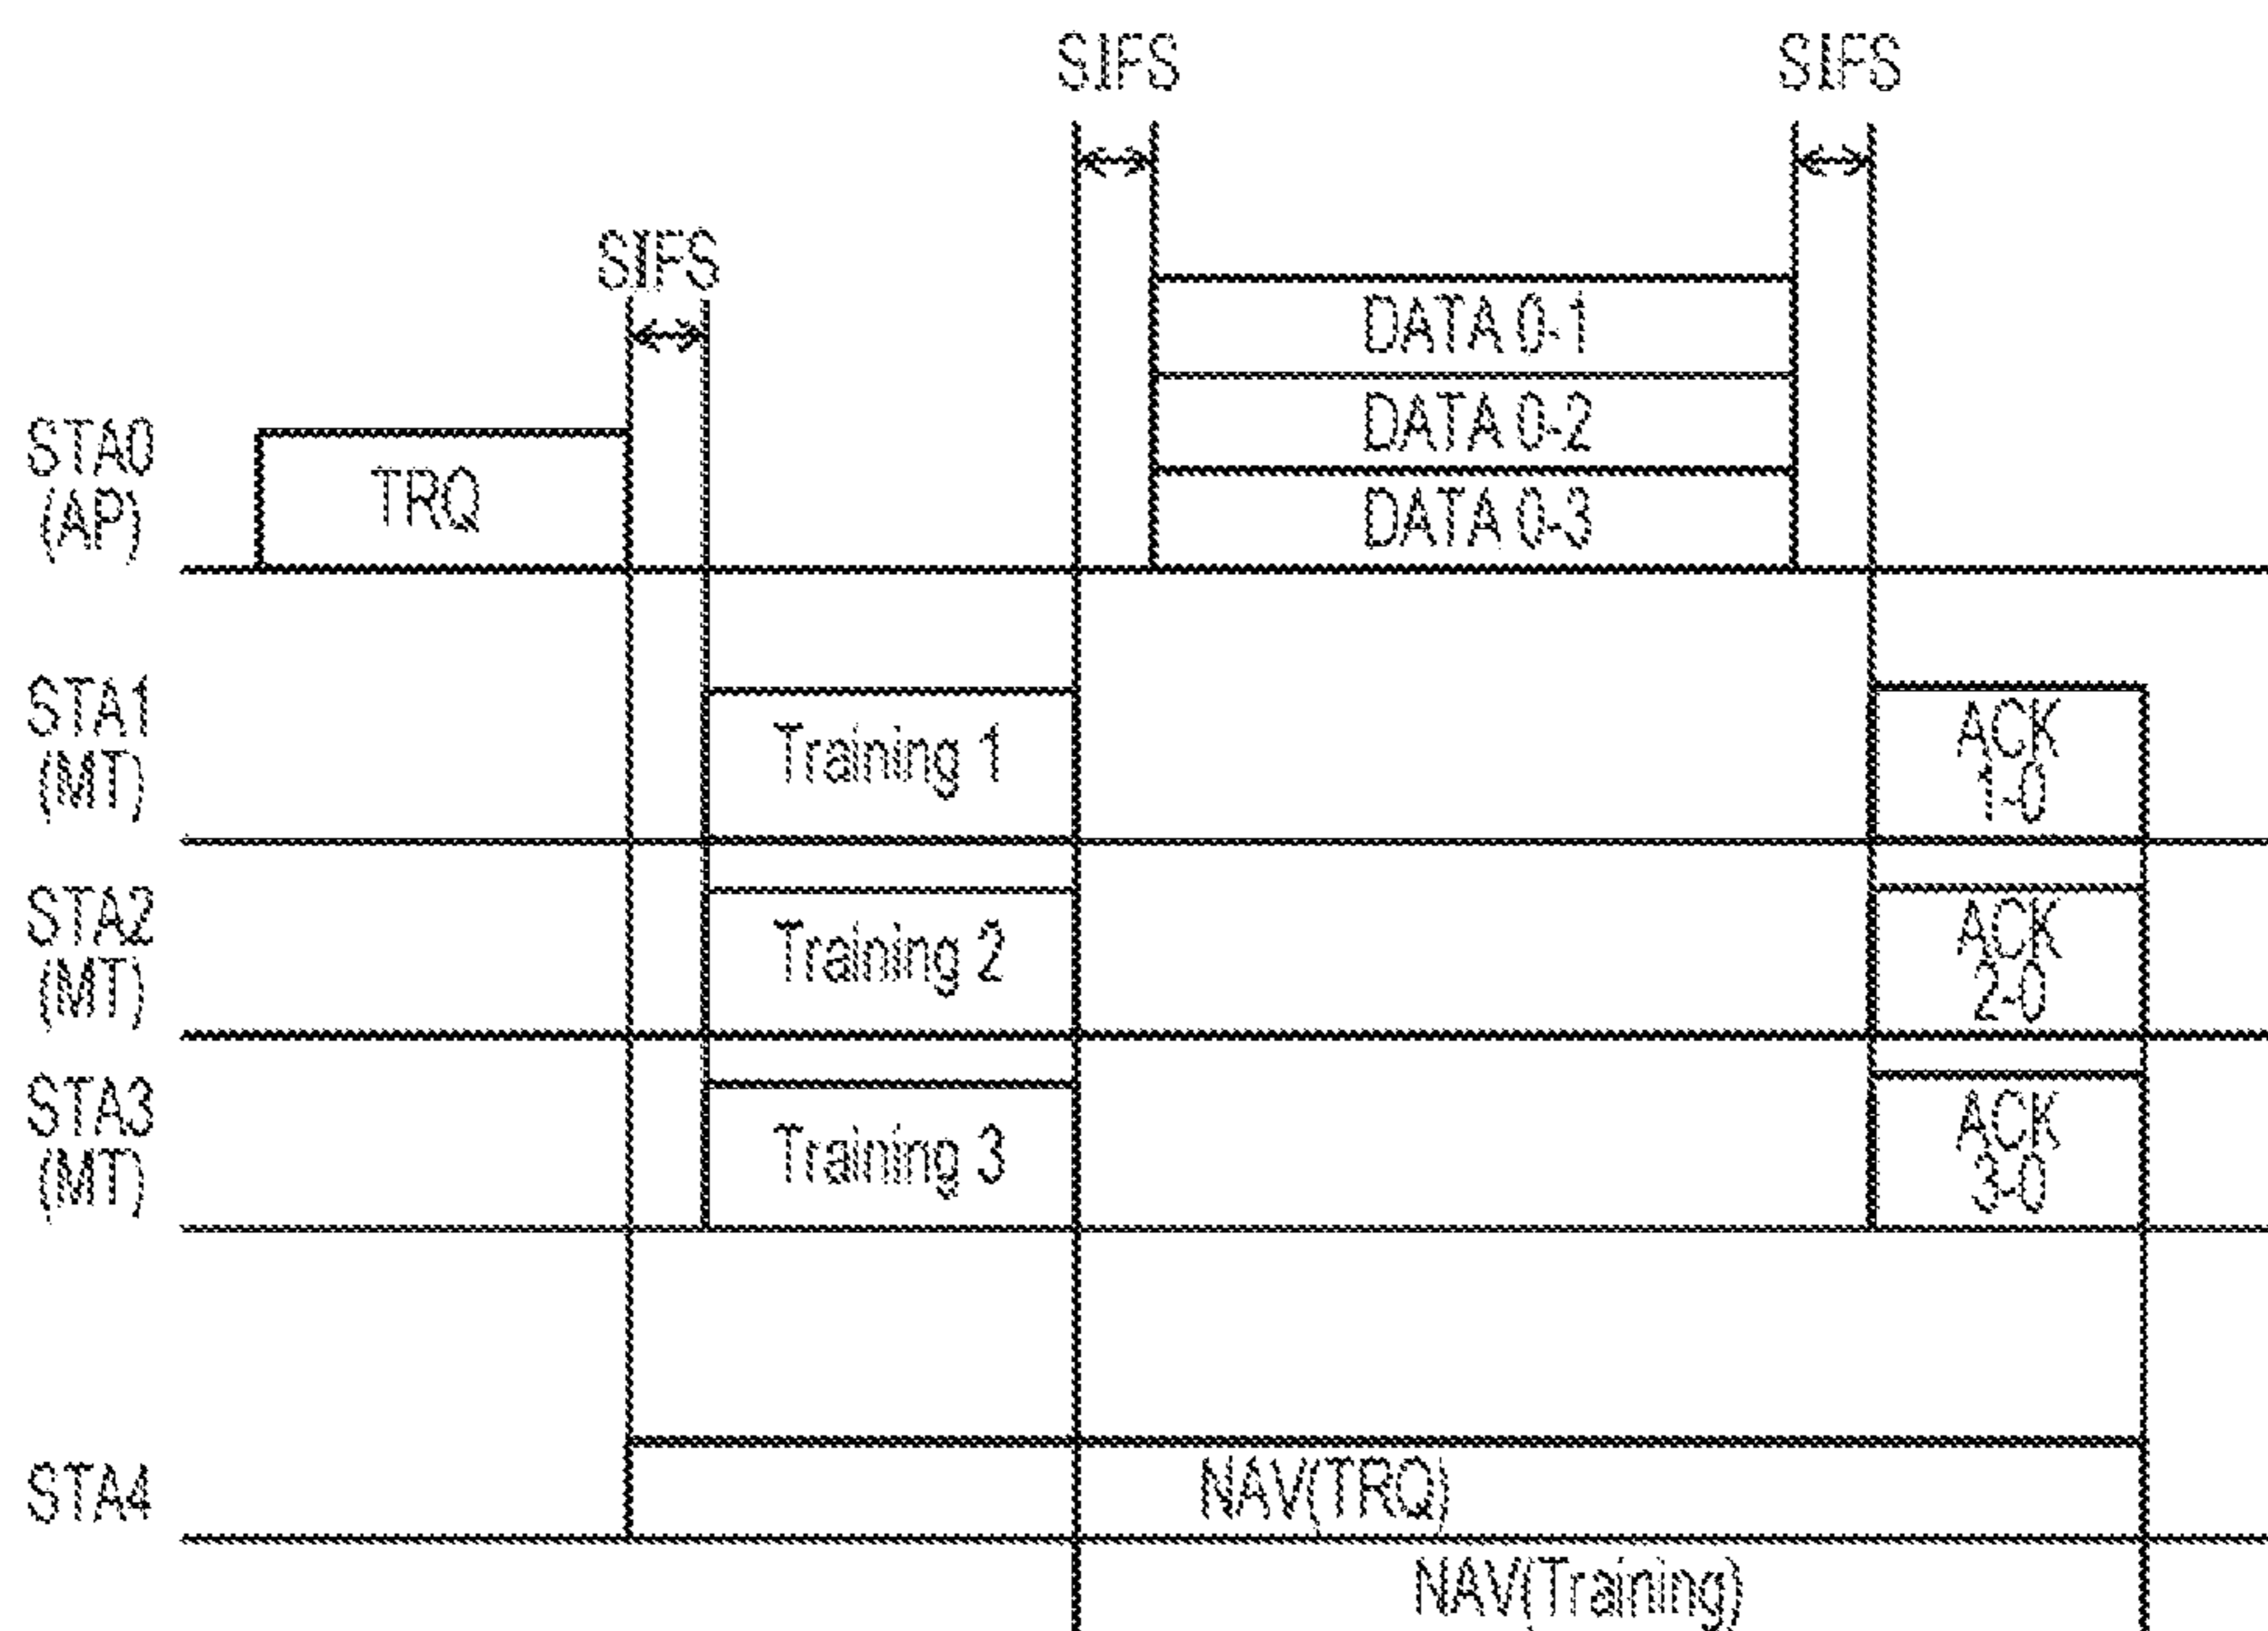 SIFS
SIFS
SIFS
DATA 0-1
DATA 0-2
DATA 0-3
STA0
(AP)
TRQ
STA1
(MT)
Training 1
ACK
1-0
STA2
(MT)
Training 2
ACK
2-0
STA3
(MT)
Training 3
ACK
3-0
STA4
NAV(TRQ)
NAV(Training)